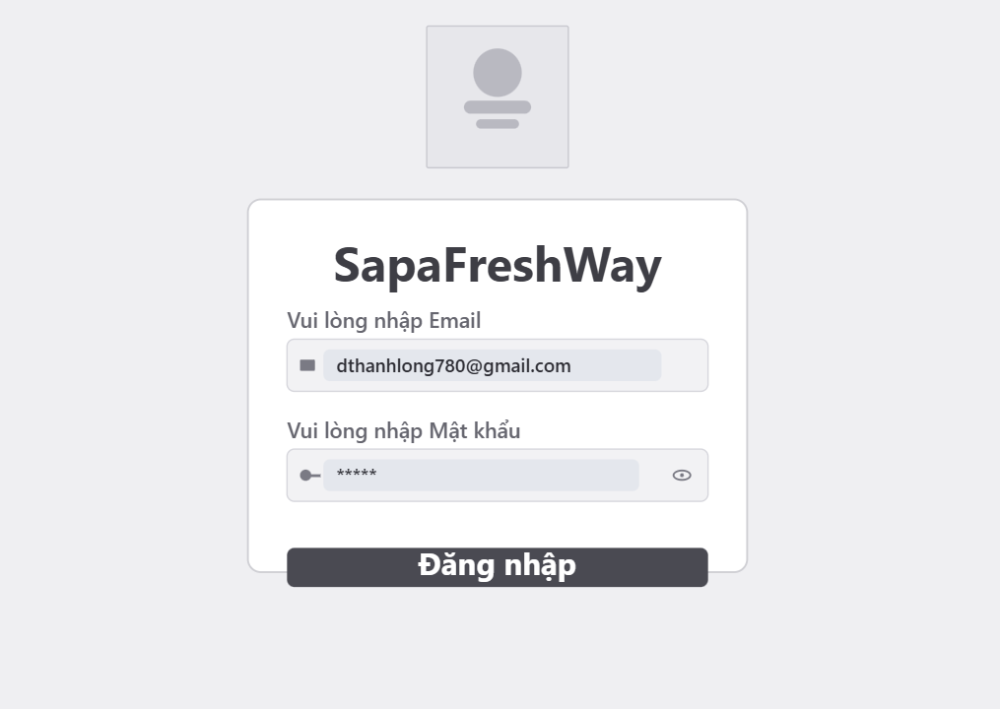 SapaFreshWay
Vui lòng nhập Email
dthanhlong780@gmail.com
Vui lòng nhập Mật khẩu
*****
Đăng nhập